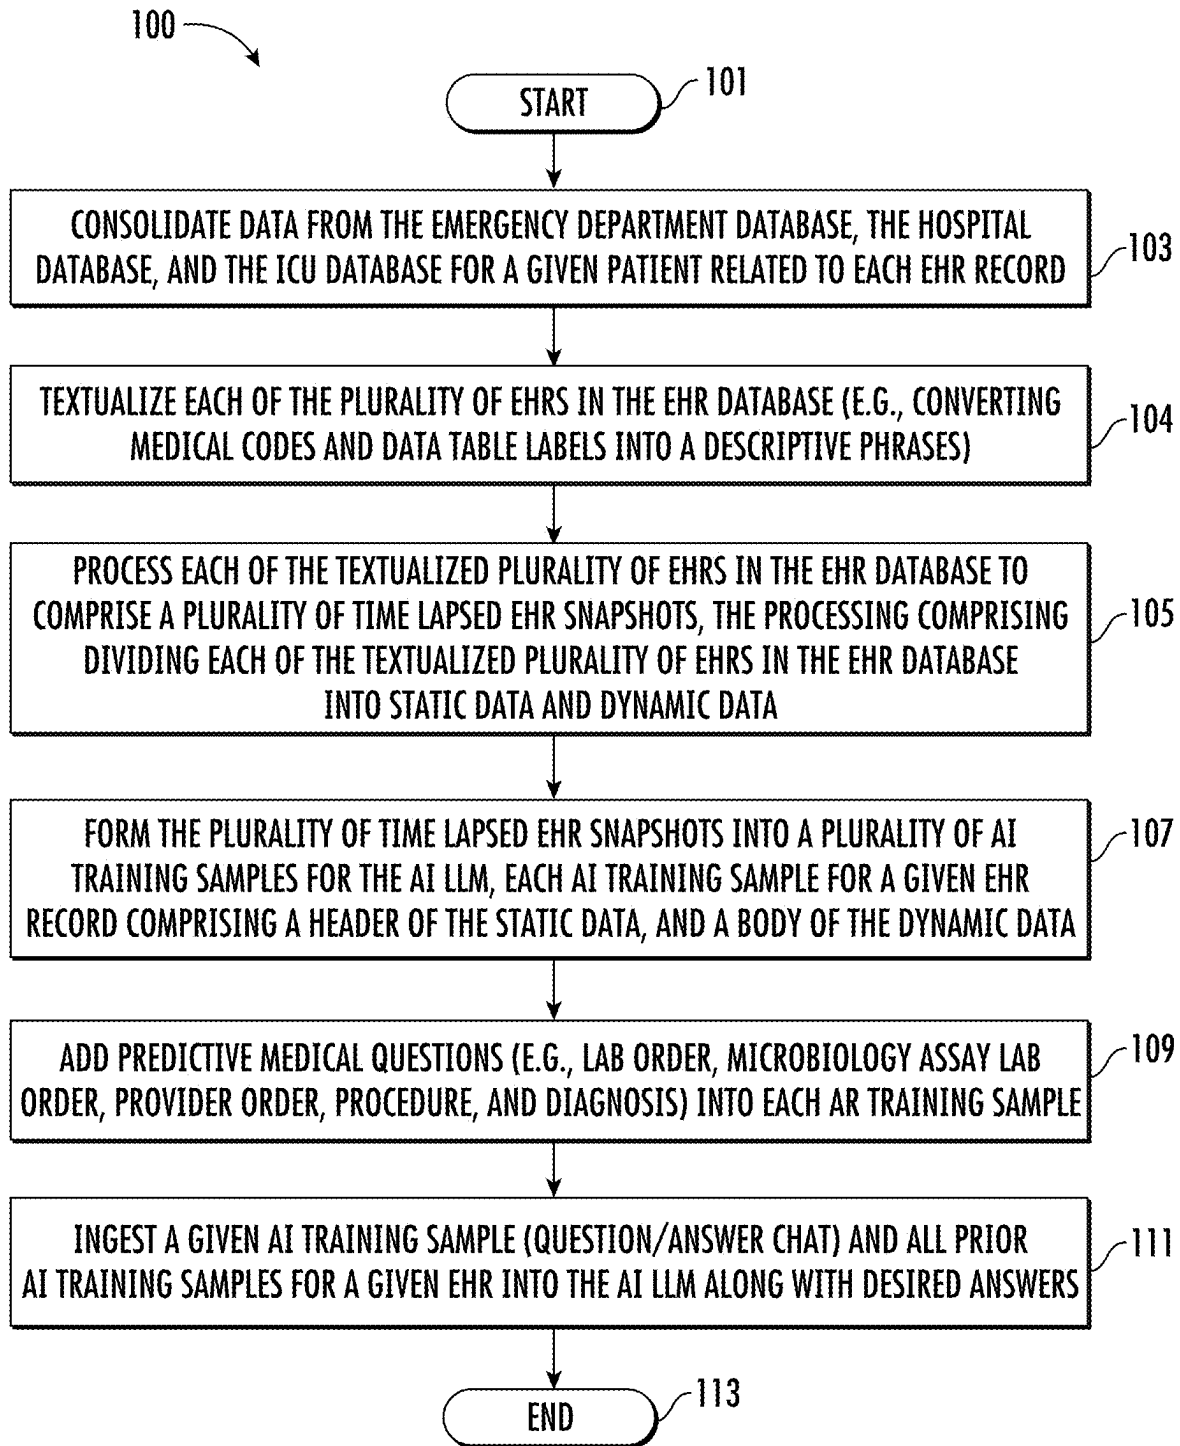 100
START
101
CONSOLIDATE DATA FROM THE EMERGENCY DEPARTMENT DATABASE, THE HOSPITAL
DATABASE, AND THE ICU DATABASE FOR A GIVEN PATIENT RELATED TO EACH EHR RECORD
103
TEXTUALIZE EACH OF THE PLURALITY OF EHRS IN THE EHR DATABASE (E.G., CONVERTING
MEDICAL CODES AND DATA TABLE LABELS INTO A DESCRIPTIVE PHRASES)
104
PROCESS EACH OF THE TEXTUALIZED PLURALITY OF EHRS IN THE EHR DATABASE TO
COMPRISE A PLURALITY OF TIME LAPSED EHR SNAPSHOTS, THE PROCESSING COMPRISING
DIVIDING EACH OF THE TEXTUALIZED PLURALITY OF EHRS IN THE EHR DATABASE
INTO STATIC DATA AND DYNAMIC DATA
105
FORM THE PLURALITY OF TIME LAPSED EHR SNAPSHOTS INTO A PLURALITY OF AI
TRAINING SAMPLES FOR THE AI LLM, EACH AI TRAINING SAMPLE FOR A GIVEN EHR
RECORD COMPRISING A HEADER OF THE STATIC DATA, AND A BODY OF THE DYNAMIC DATA
107
ADD PREDICTIVE MEDICAL QUESTIONS (E.G., LAB ORDER, MICROBIOLOGY ASSAY LAB
ORDER, PROVIDER ORDER, PROCEDURE, AND DIAGNOSIS) INTO EACH AR TRAINING SAMPLE
109
INGEST A GIVEN AI TRAINING SAMPLE (QUESTION/ANSWER CHAT) AND ALL PRIOR
AI TRAINING SAMPLES FOR A GIVEN EHR INTO THE AI LLM ALONG WITH DESIRED ANSWERS
111
END
113